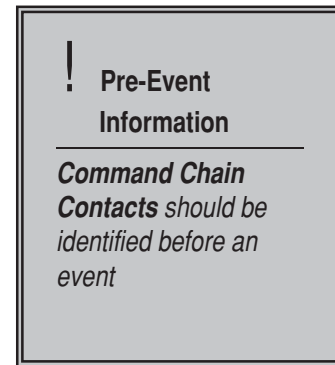 ! Pre-Event
Information
Command Chain
Contacts should be
identified before an
event